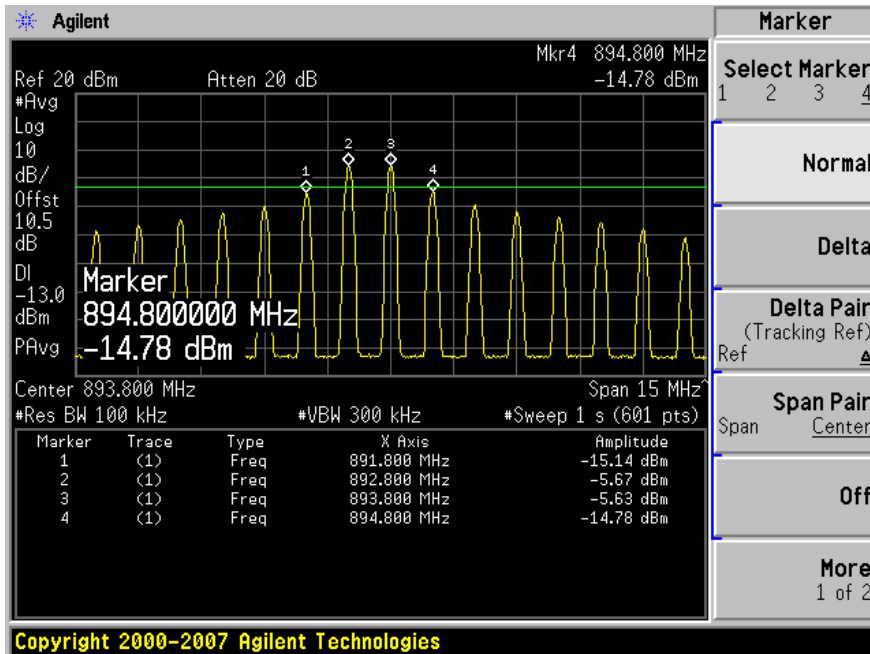 Agilent
Marker
Mkr4 894.800 MHz
Ref 20 dBm Atten 20 dB -14.78 dBm
#Avg
Log
10
dB/
Offst
10.5
dB
DI
-13.0
dBm
PAvg
1 2 3 4
Marker
894.800000 MHz
-14.78 dBm
Center 893.800 MHz Span 15 MHz^
#Res BW 100 kHz #VBW 300 kHz #Sweep 1 s (601 pts)
Marker Trace Type X Axis Amplitude
1 (1) Freq 891.800 MHz -15.14 dBm
2 (1) Freq 892.800 MHz -5.67 dBm
3 (1) Freq 893.800 MHz -5.63 dBm
4 (1) Freq 894.800 MHz -14.78 dBm
Select Marker
1 2 3 4
Normal
Delta
Delta Pair
(Tracking Ref)
Ref Δ
Span Pair
Span Center
Off
More
1 of 2
Copyright 2000-2007 Agilent Technologies